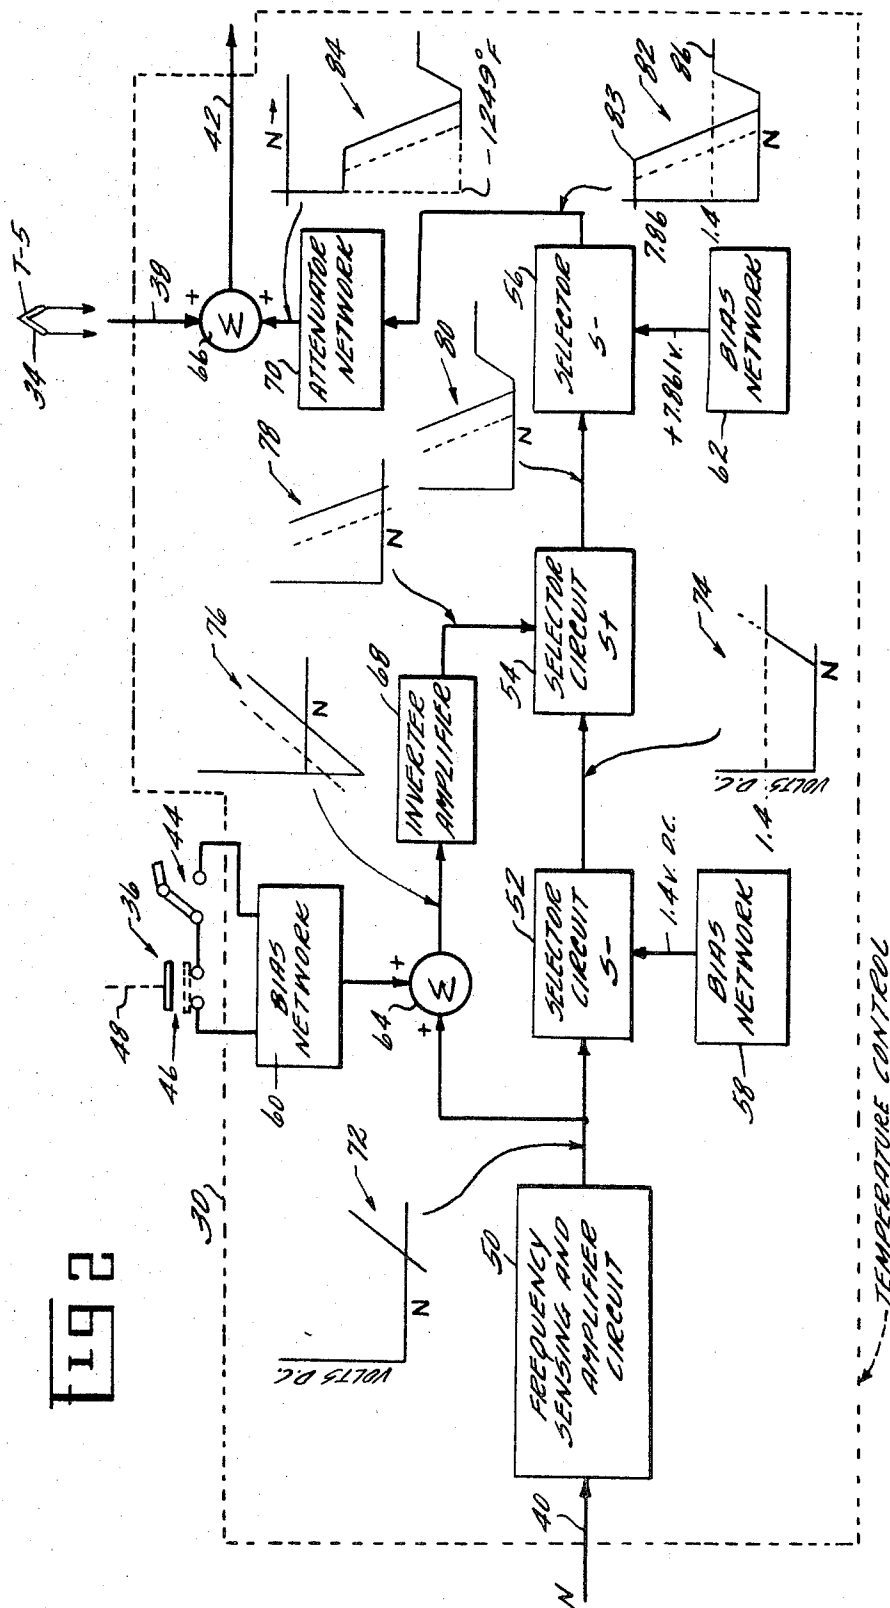 Fig 2
N
40
50
FREQUENCY
SENSING AND
AMPLIFIER
CIRCUIT
VOLTS D.C.
N
72
30
60
BIAS
NETWORK
48
46
36
44
64
+
+
Σ
76
N
68
INVERTER
AMPLIFIER
52
SELECTOR
CIRCUIT
S-
1.4 V. D.C.
58
BIAS
NETWORK
VOLTS D.C.
1.4
N
74
54
SELECTOR
CIRCUIT
S+
78
N
80
N
56
SELECTOR
S-
+7.861V.
62
BIAS
NETWORK
7.86
1.4
83
82
86
N
70
ATTENUATOR
NETWORK
66
+
+
Σ
34
T-5
38
42
N →
84
-1249°F
TEMPERATURE CONTROL